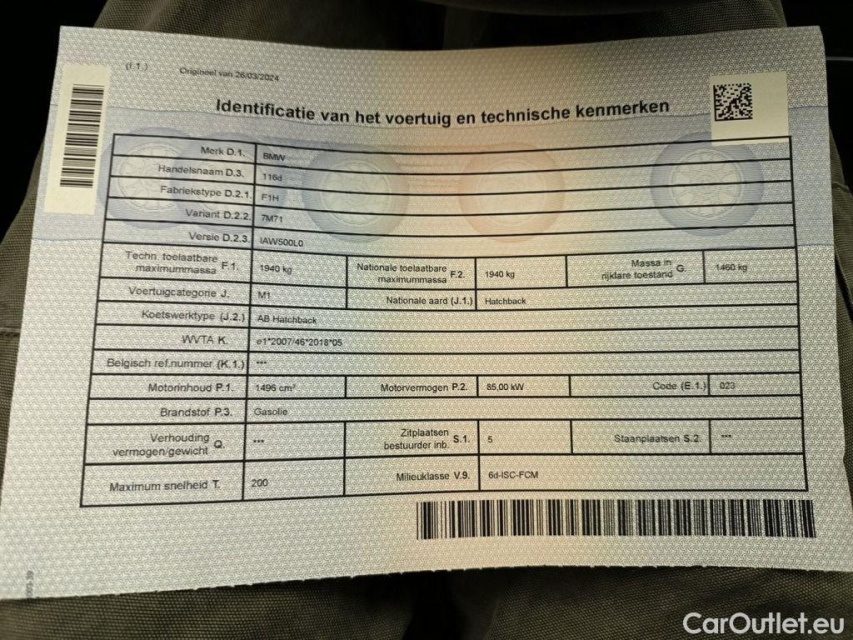 (I.1.)
Origineel van 26/03/2024
Identificatie van het voertuig en technische kenmerken
Merk D.1. BMW
Handelsnaam D.3. 116d
Fabriekstype D.2.1. F1H
Variant D.2.2. 7M71
Versie D.2.3. IAW500L0
Techn toelaatbare maximummassa F.1. 1940 kg Nationale toelaatbare maximummassa F.2. 1940 kg Massa in rijklare toestand G. 1460 kg
Voertuigcategorie J. M1 Nationale aard (J.1.) Hatchback
Koetswerktype (J.2.) AB Hatchback
WVTA K. e1*2007/46*2018*05
Belgisch ref.nummer (K.1.) ***
Motorinhoud P.1. 1496 cm³ Motorvermogen P.2. 85,00 kW Code (E.1.) 023
Brandstof P.3. Gasolie
Verhouding vermogen/gewicht Q. *** Zitplaatsen bestuurder inb. S.1. 5 Staanplaatsen S.2. ***
Maximum snelheid T. 200 Milieuklasse V.9. 6d-ISC-FCM
CarOutlet.eu